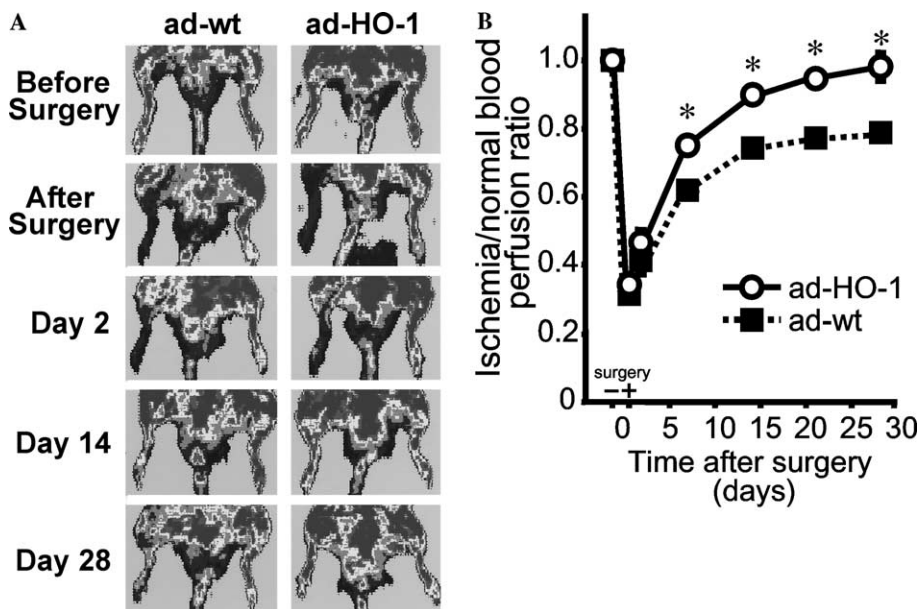 A
ad-wt ad-HO-1
Before
Surgery
After
Surgery
Day 2
Day 14
Day 28
B
Ischemia/normal blood
perfusion ratio
1.0
0.8
0.6
0.4
0.2
0
* * * * *
ad-HO-1
ad-wt
surgery
−+
0 5 10 15 20 25 30
Time after surgery
(days)